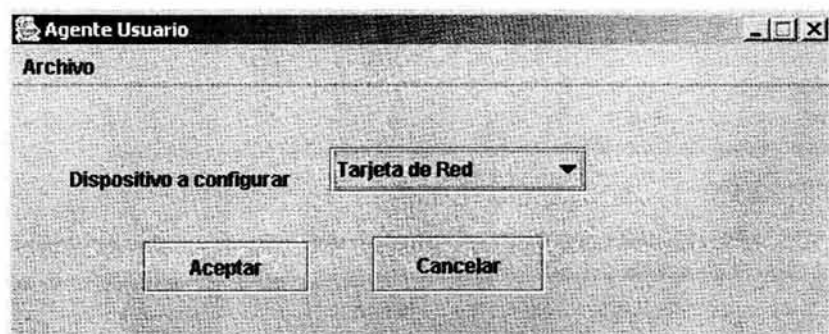 Agente Usuario
Archivo
Dispositivo a configurar Tarjeta de Red
Aceptar Cancelar